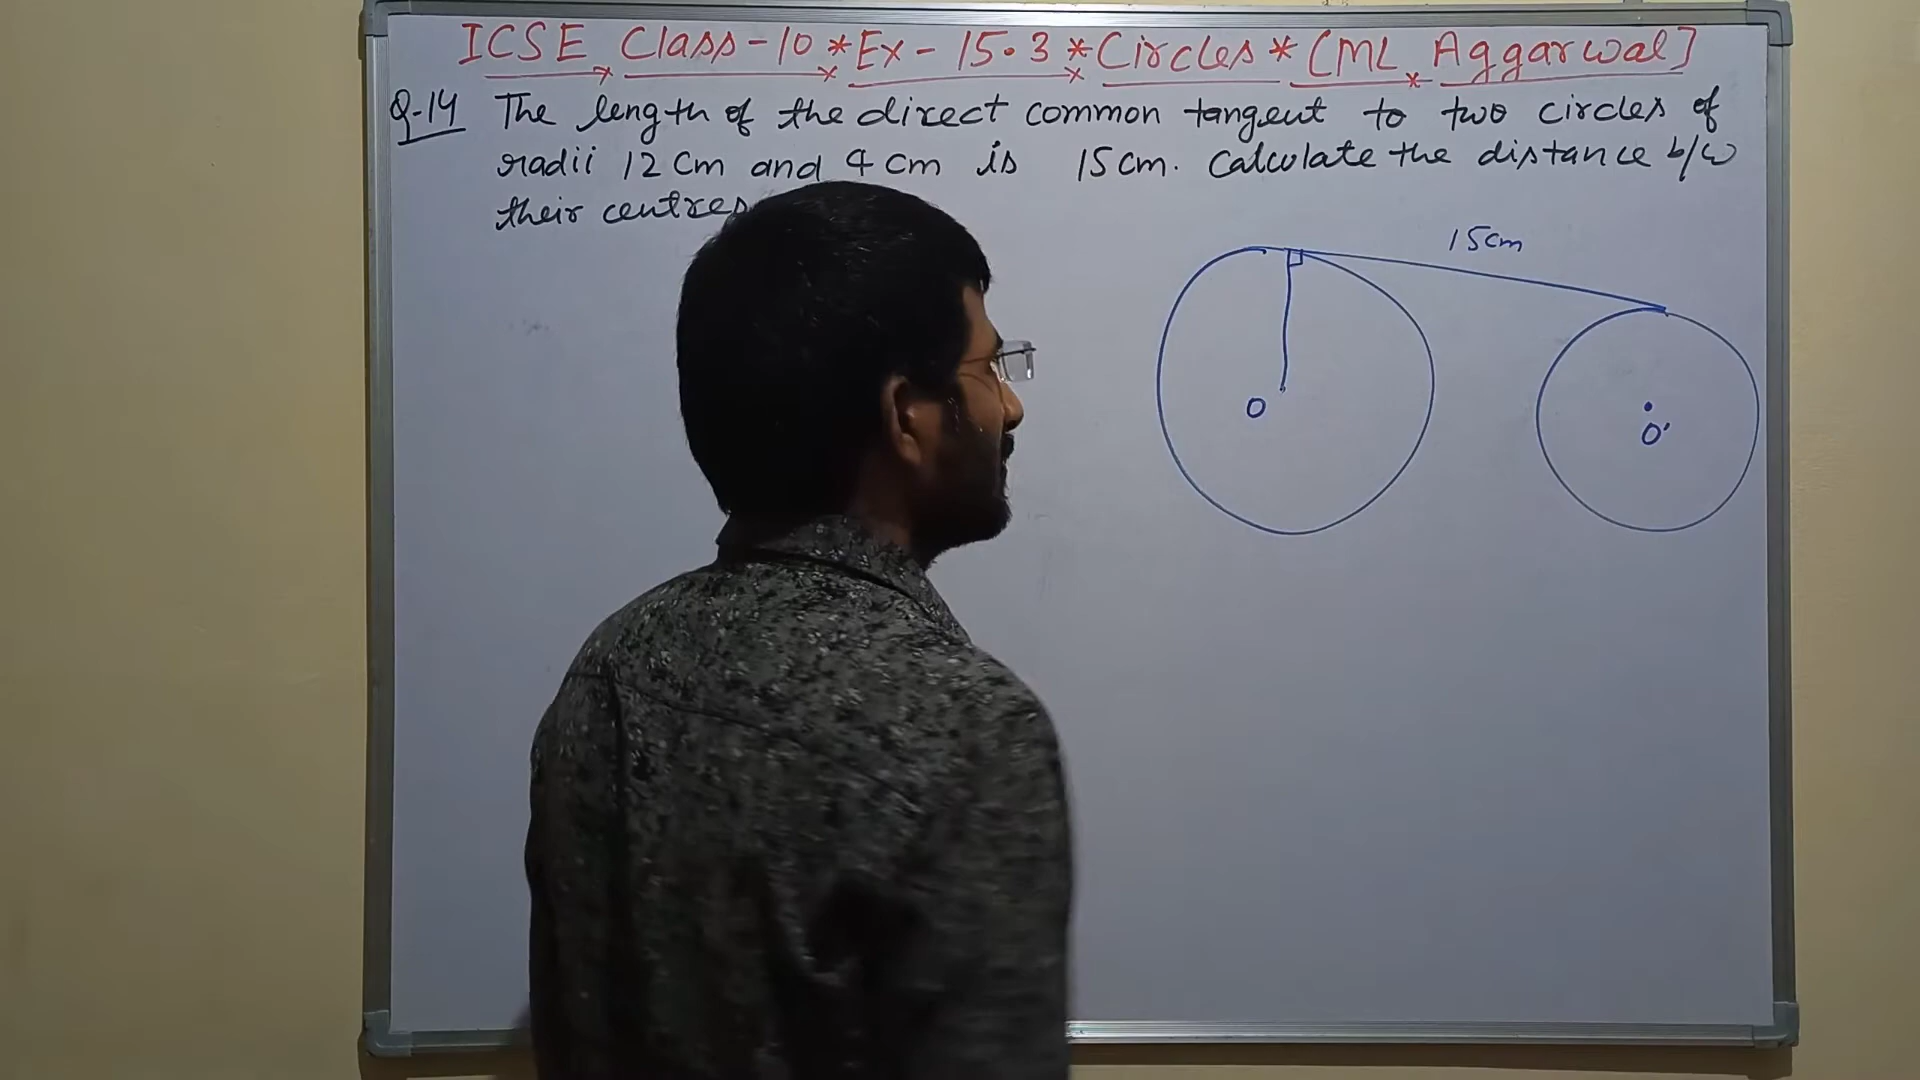 ICSE Class-10 * Ex-15.3 * Circles * [ML Aggarwal]
Q-14 The length of the direct common tangent to two circles of
radii 12 cm and 4 cm is 15 cm. Calculate the distance b/w
their centres
15cm
O
O'